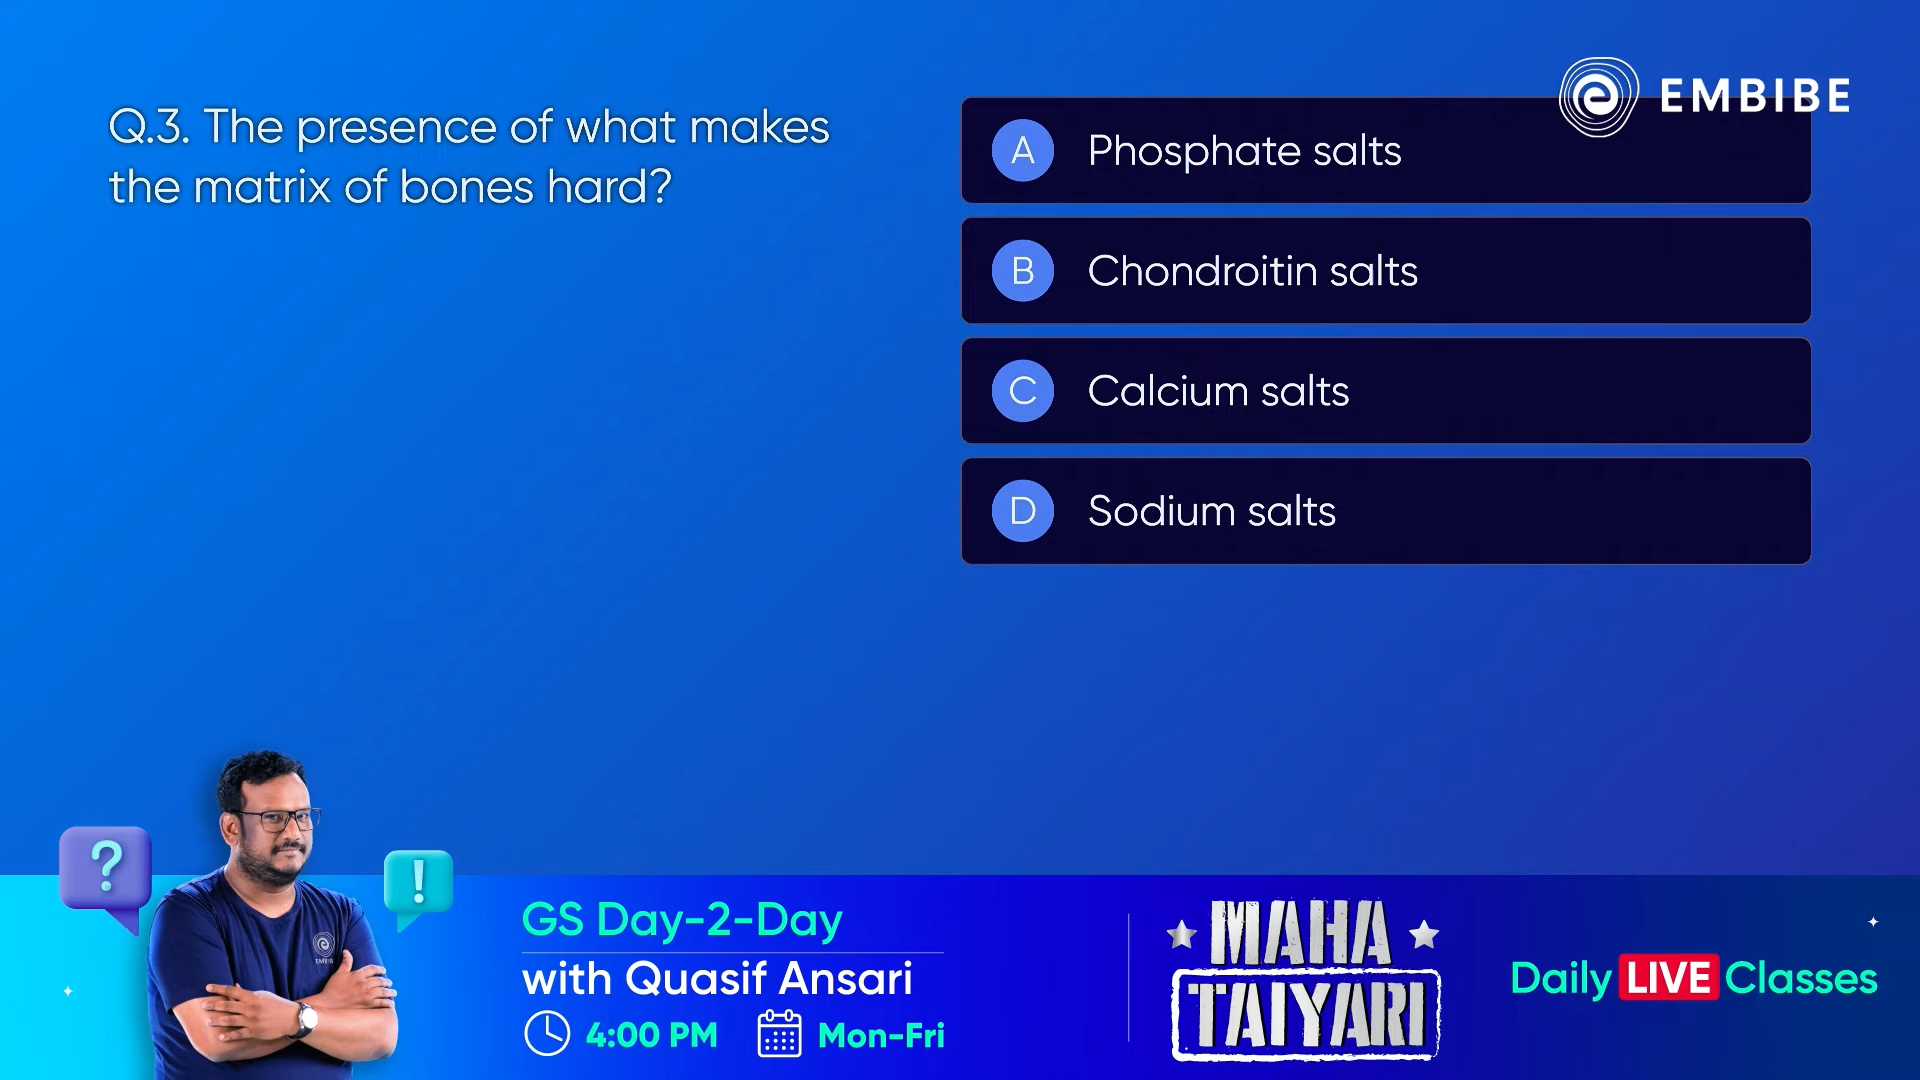 EMBIBE
Q.3. The presence of what makes
the matrix of bones hard?
A Phosphate salts
B Chondroitin salts
C Calcium salts
D Sodium salts
?
!
EMBIBE
GS Day-2-Day
with Quasif Ansari
4:00 PM Mon-Fri
MAHA
TAIYARI
Daily LIVE Classes